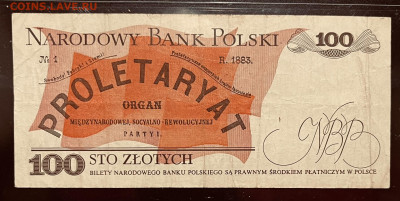 COINS.LAVE.RU
NARODOWY BANK POLSKI
100
№ 1
R. 1883.
PROLETARYAT
ORGAN
MIĘDZYNARODOWEJ SOCYALNO-REWOLUCYJNEJ
PARTYI.
NBP
100 STO ZŁOTYCH
BILETY NARODOWEGO BANKU POLSKIEGO SĄ PRAWNYM ŚRODKIEM PŁATNICZYM W POLSCE